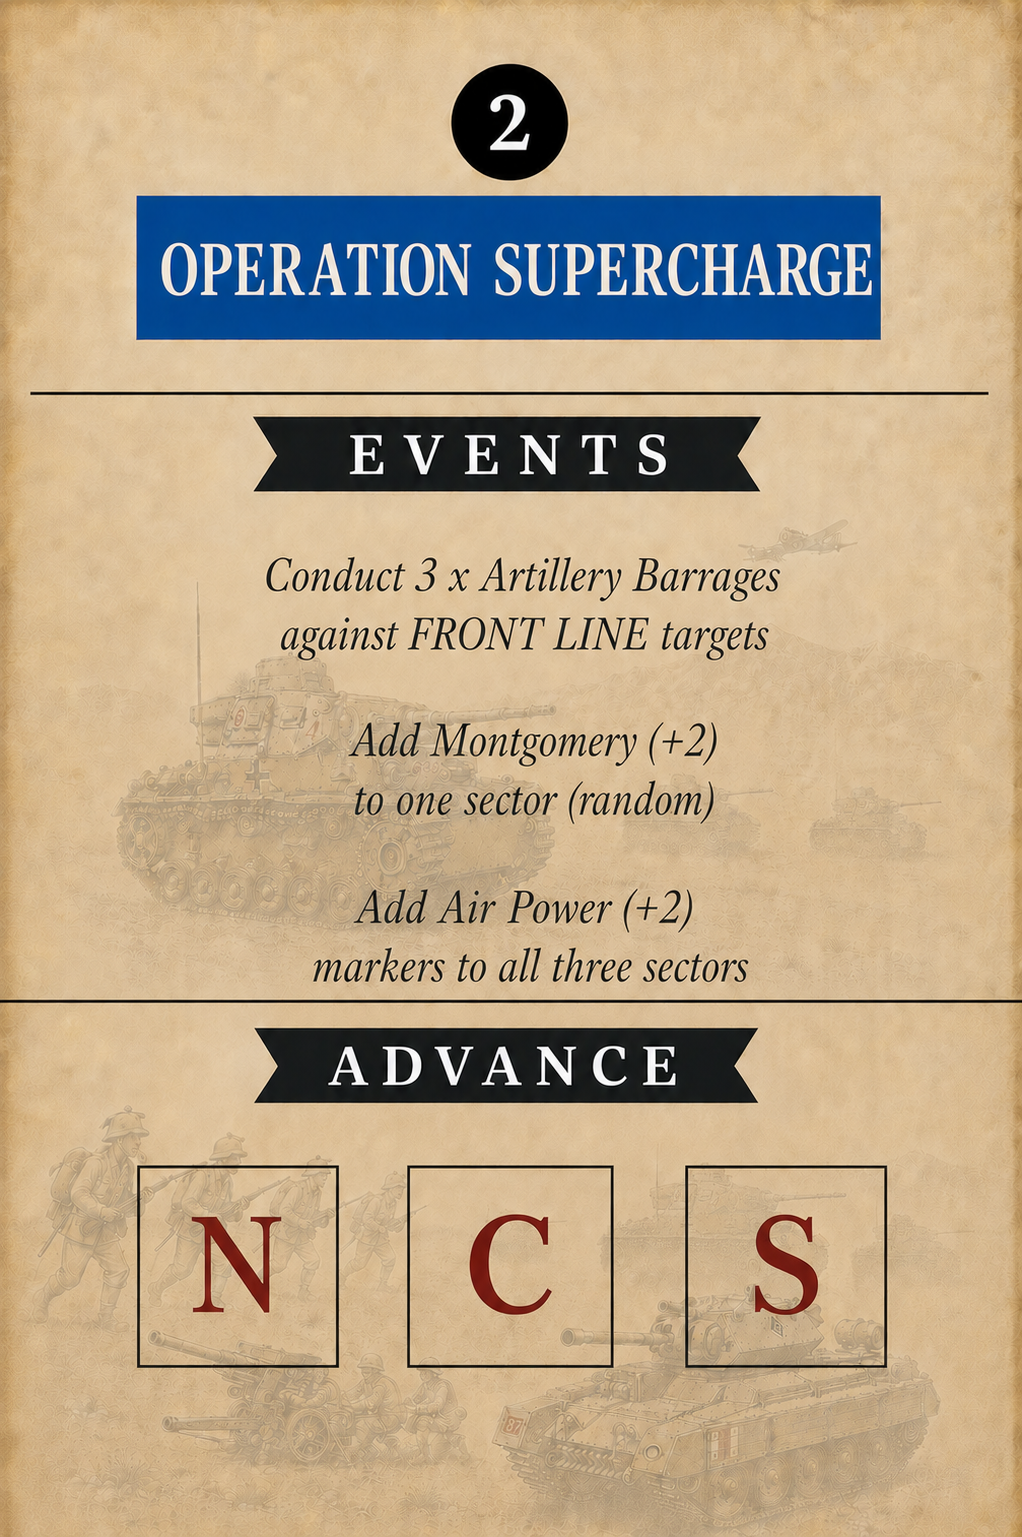 2
OPERATION SUPERCHARGE
EVENTS
Conduct 3 x Artillery Barrages
against FRONT LINE targets
Add Montgomery (+2)
to one sector (random)
Add Air Power (+2)
markers to all three sectors
ADVANCE
N C S
87